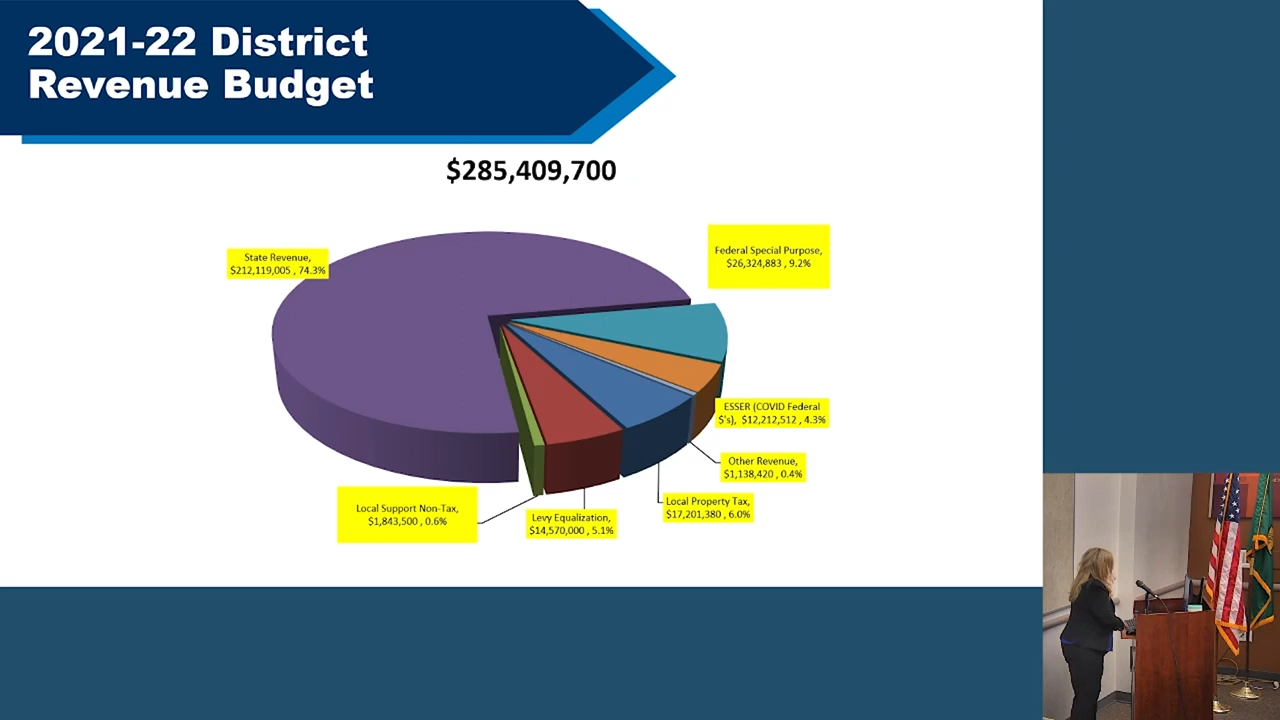 2021-22 District
Revenue Budget
$285,409,700
State Revenue,
$212,119,005 , 74.3%
Federal Special Purpose,
$26,324,883 , 9.2%
ESSER (COVID Federal
$'s), $12,212,512 , 4.3%
Other Revenue,
$1,138,420 , 0.4%
Local Property Tax,
$17,201,380 , 6.0%
Levy Equalization,
$14,570,000 , 5.1%
Local Support Non-Tax,
$1,843,500 , 0.6%